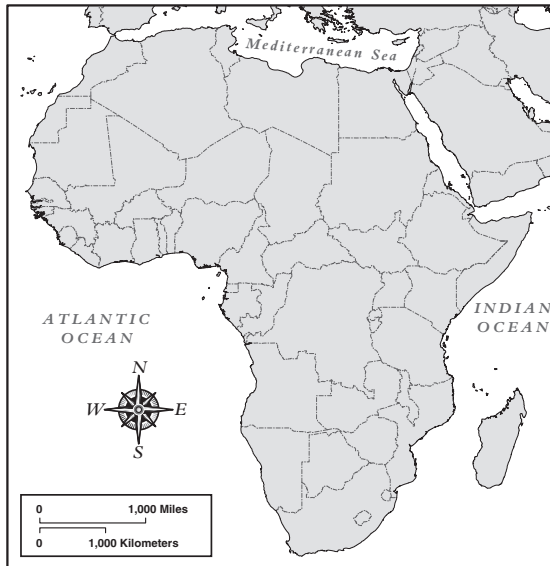 Mediterranean Sea
ATLANTIC
OCEAN
INDIAN
OCEAN
N
W E
S
0 1,000 Miles
0 1,000 Kilometers